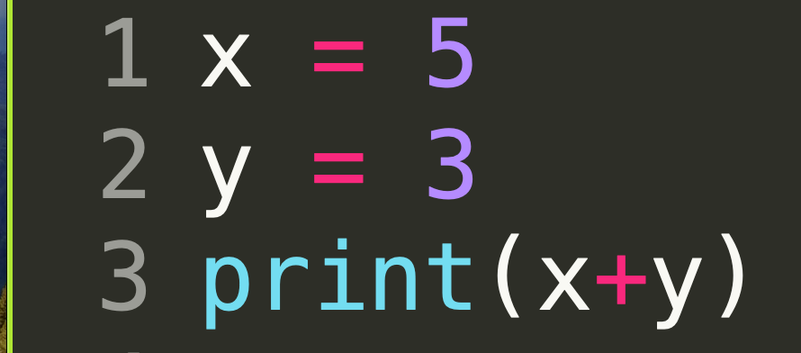 1 x = 5
2 y = 3
3 print(x+y)